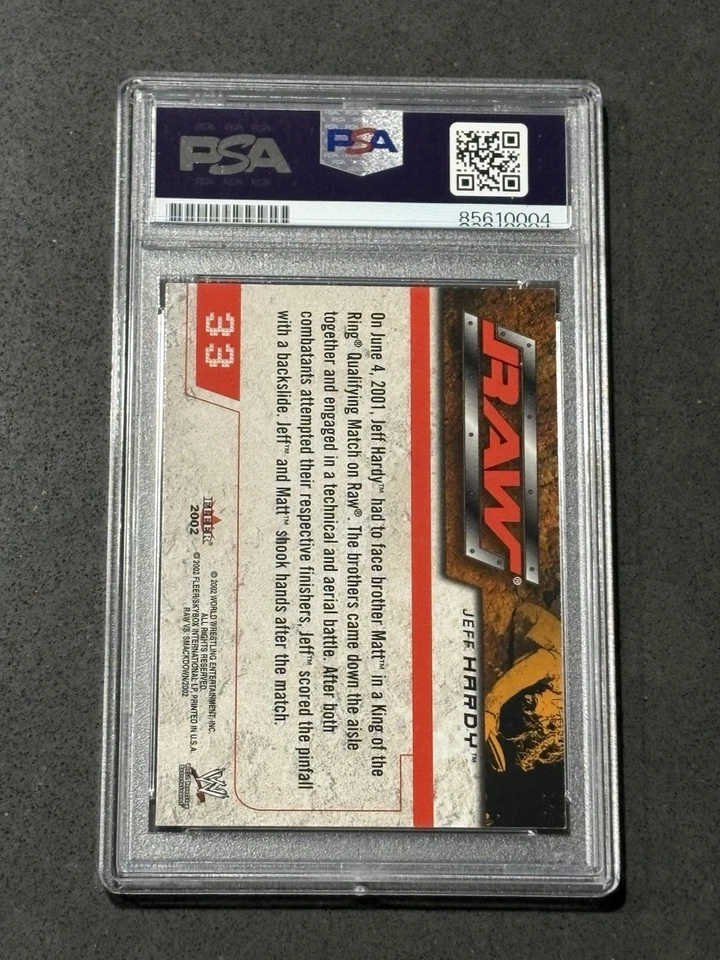 PSA
PSA
85610004
RAW®
JEFF HARDY™
On June 4, 2001, Jeff Hardy™ had to face brother Matt™ in a King of the
Ring® Qualifying Match on Raw®. The brothers came down the aisle
together and engaged in a technical and aerial battle. After both
combatants attempted their respective finishers, Jeff™ scored the pinfall
with a backslide. Jeff™ and Matt™ shook hands after the match.
33
FLEER
2002
© 2002 WORLD WRESTLING ENTERTAINMENT, INC.
ALL RIGHTS RESERVED.
© 2002 FLEER/SKYBOX INTERNATIONAL LP, PRINTED IN U.S.A.
RAW VS. SMACKDOWN/2002
W